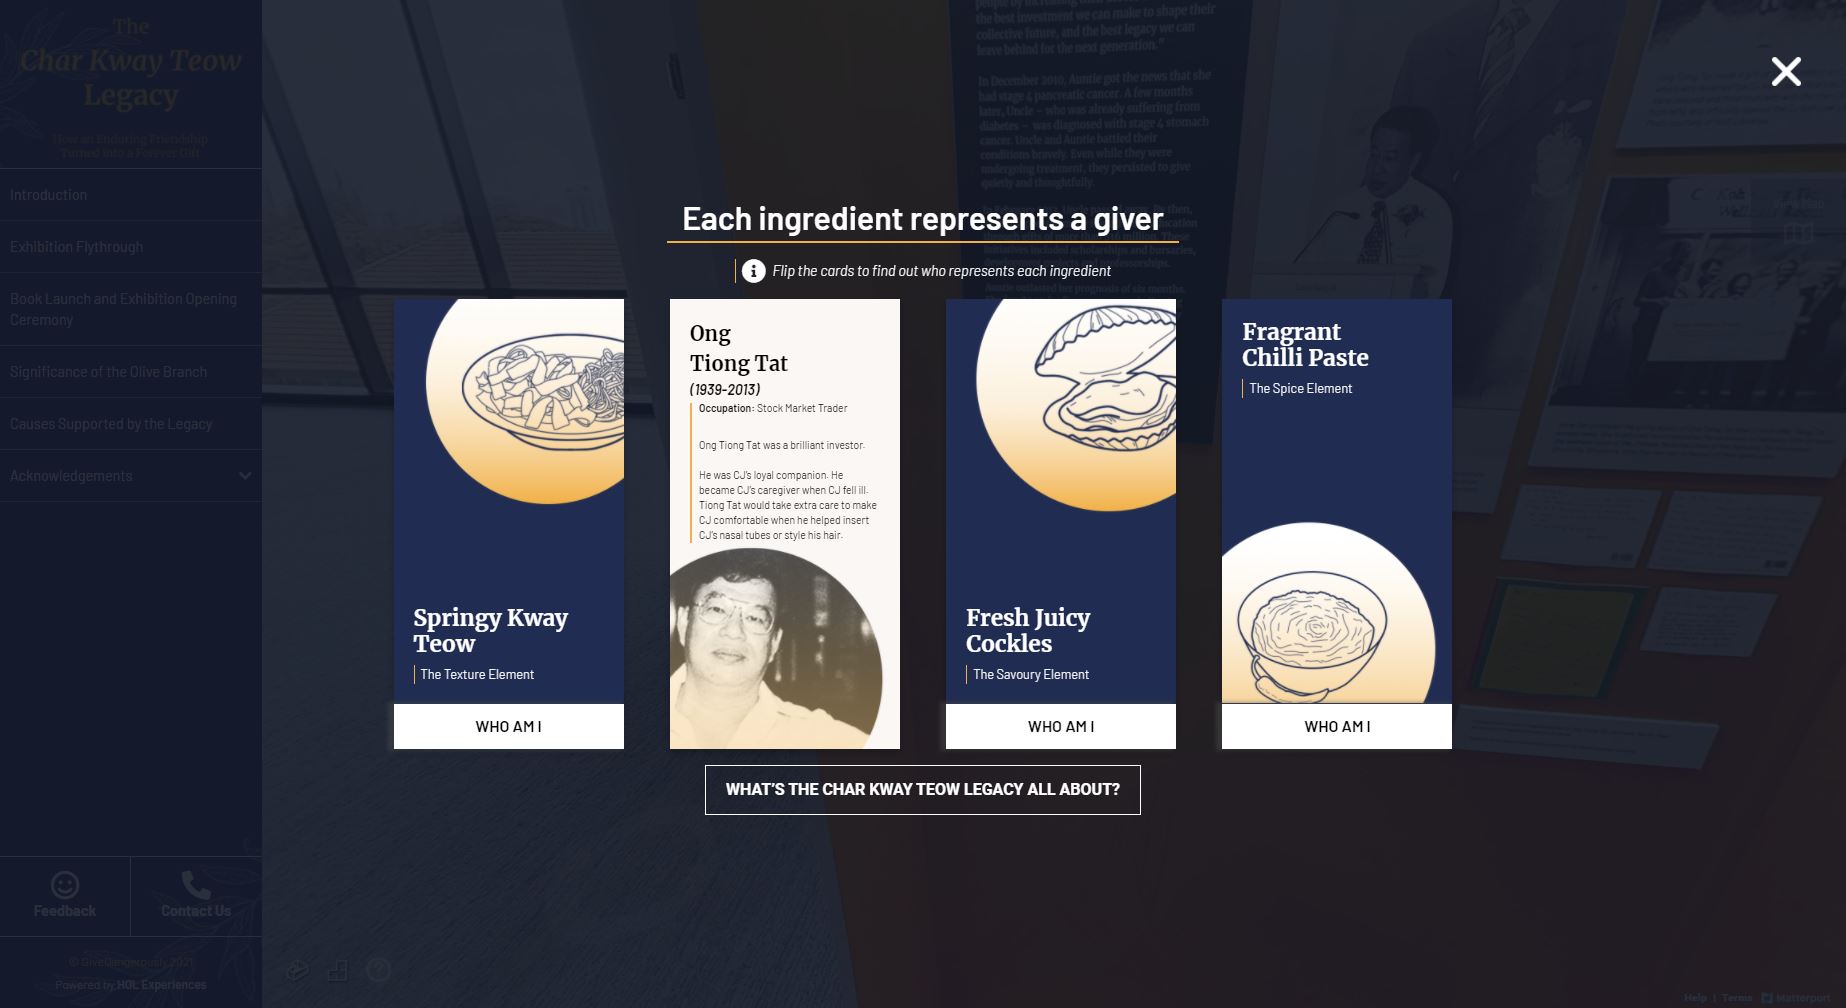 The
Char Kway Teow
Legacy
How an Enduring Friendship
Turned into a Forever Gift
Introduction
Exhibition Flythrough
Book Launch and Exhibition Opening
Ceremony
Significance of the Olive Branch
Causes Supported by the Legacy
Acknowledgements
Feedback
Contact Us
© GiveDangerously 2021
Powered by HOL Experiences
the best investment we can make to shape their
collective future, and the best legacy we can
leave behind for the next generation."
In December 2010, Auntie got the news that she
had stage 4 pancreatic cancer. A few months
later, Uncle – who was already suffering from
diabetes – was diagnosed with stage 4 stomach
cancer. Uncle and Auntie battled their
conditions bravely. Even while they were
undergoing treatment, they persisted to give
quietly and thoughtfully.
Each ingredient represents a giver
Flip the cards to find out who represents each ingredient
Springy Kway
Teow
The Texture Element
WHO AM I
Ong
Tiong Tat
(1939-2013)
Occupation: Stock Market Trader
Ong Tiong Tat was a brilliant investor.
He was CJ's loyal companion. He
became CJ's caregiver when CJ fell ill.
Tiong Tat would take extra care to make
CJ comfortable when he helped insert
CJ's nasal tubes or style his hair.
Fresh Juicy
Cockles
The Savoury Element
WHO AM I
Fragrant
Chilli Paste
The Spice Element
WHO AM I
WHAT'S THE CHAR KWAY TEOW LEGACY ALL ABOUT?
View Map
Help | Terms Matterport